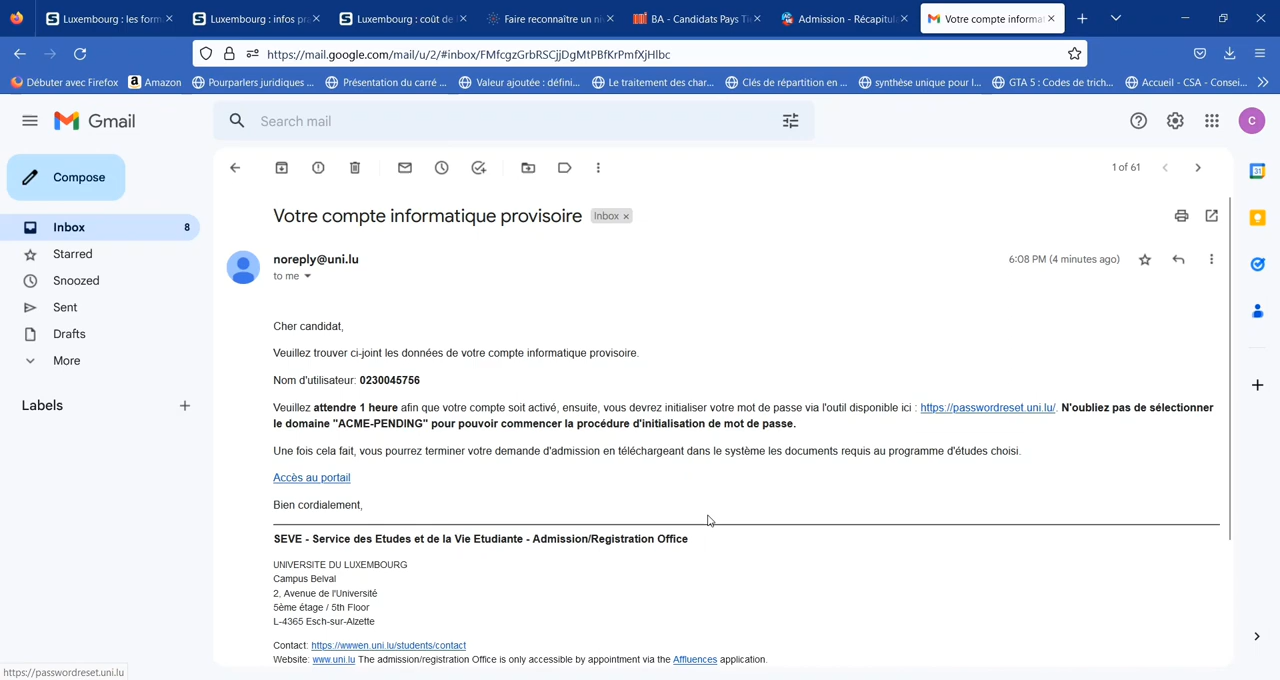 Luxembourg : les form
Luxembourg : infos pr
Luxembourg : coût de
Faire reconnaître un ni
BA - Candidats Pays Ti
Admission - Récapitul
Votre compte informat
https://mail.google.com/mail/u/2/#inbox/FMfcgzGrbRSCjjDgMtPBfKrPmfXjHlbc
Débuter avec Firefox
Amazon
Pourparlers juridiques ...
Présentation du carré ...
Valeur ajoutée : défini...
Le traitement des char...
Clés de répartition en ...
synthèse unique pour l...
GTA 5 : Codes de trich...
Accueil - CSA - Consei...
Gmail
Search mail
C
Compose
1 of 61
Inbox 8
Starred
Snoozed
Sent
Drafts
More
Labels
Votre compte informatique provisoire Inbox ×
noreply@uni.lu
6:08 PM (4 minutes ago)
to me
Cher candidat,
Veuillez trouver ci-joint les données de votre compte informatique provisoire.
Nom d'utilisateur: 0230045756
Veuillez attendre 1 heure afin que votre compte soit activé, ensuite, vous devrez initialiser votre mot de passe via l'outil disponible ici : https://passwordreset.uni.lu/. N'oubliez pas de sélectionner
le domaine "ACME-PENDING" pour pouvoir commencer la procédure d'initialisation de mot de passe.
Une fois cela fait, vous pourrez terminer votre demande d'admission en téléchargeant dans le système les documents requis au programme d'études choisi.
Accès au portail
Bien cordialement,
SEVE - Service des Etudes et de la Vie Etudiante - Admission/Registration Office
UNIVERSITE DU LUXEMBOURG
Campus Belval
2, Avenue de l'Université
5ème étage / 5th Floor
L-4365 Esch-sur-Alzette
Contact: https://wwwen.uni.lu/students/contact
Website: www.uni.lu The admission/registration Office is only accessible by appointment via the Affluences application.
31
https://passwordreset.uni.lu